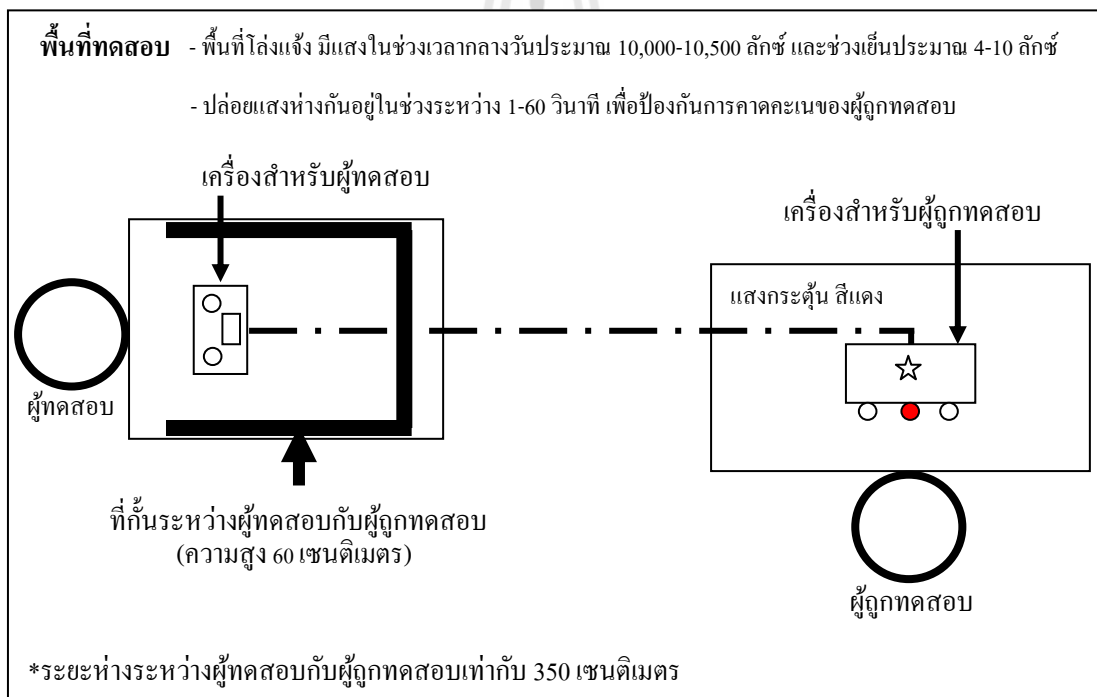 พื้นที่ทดสอบ - พื้นที่โล่งแจ้ง มีแสงในช่วงเวลากลางวันประมาณ 10,000-10,500 ลักซ์ และช่วงเย็นประมาณ 4-10 ลักซ์
- ปล่อยแสงห่างกันอยู่ในช่วงระหว่าง 1-60 วินาที เพื่อป้องกันการคาดคะเนของผู้ถูกทดสอบ
เครื่องสำหรับผู้ทดสอบ
เครื่องสำหรับผู้ถูกทดสอบ
แสงกระตุ้น สีแดง
ผู้ทดสอบ
ที่กั้นระหว่างผู้ทดสอบกับผู้ถูกทดสอบ
(ความสูง 60 เซนติเมตร)
ผู้ถูกทดสอบ
*ระยะห่างระหว่างผู้ทดสอบกับผู้ถูกทดสอบเท่ากับ 350 เซนติเมตร